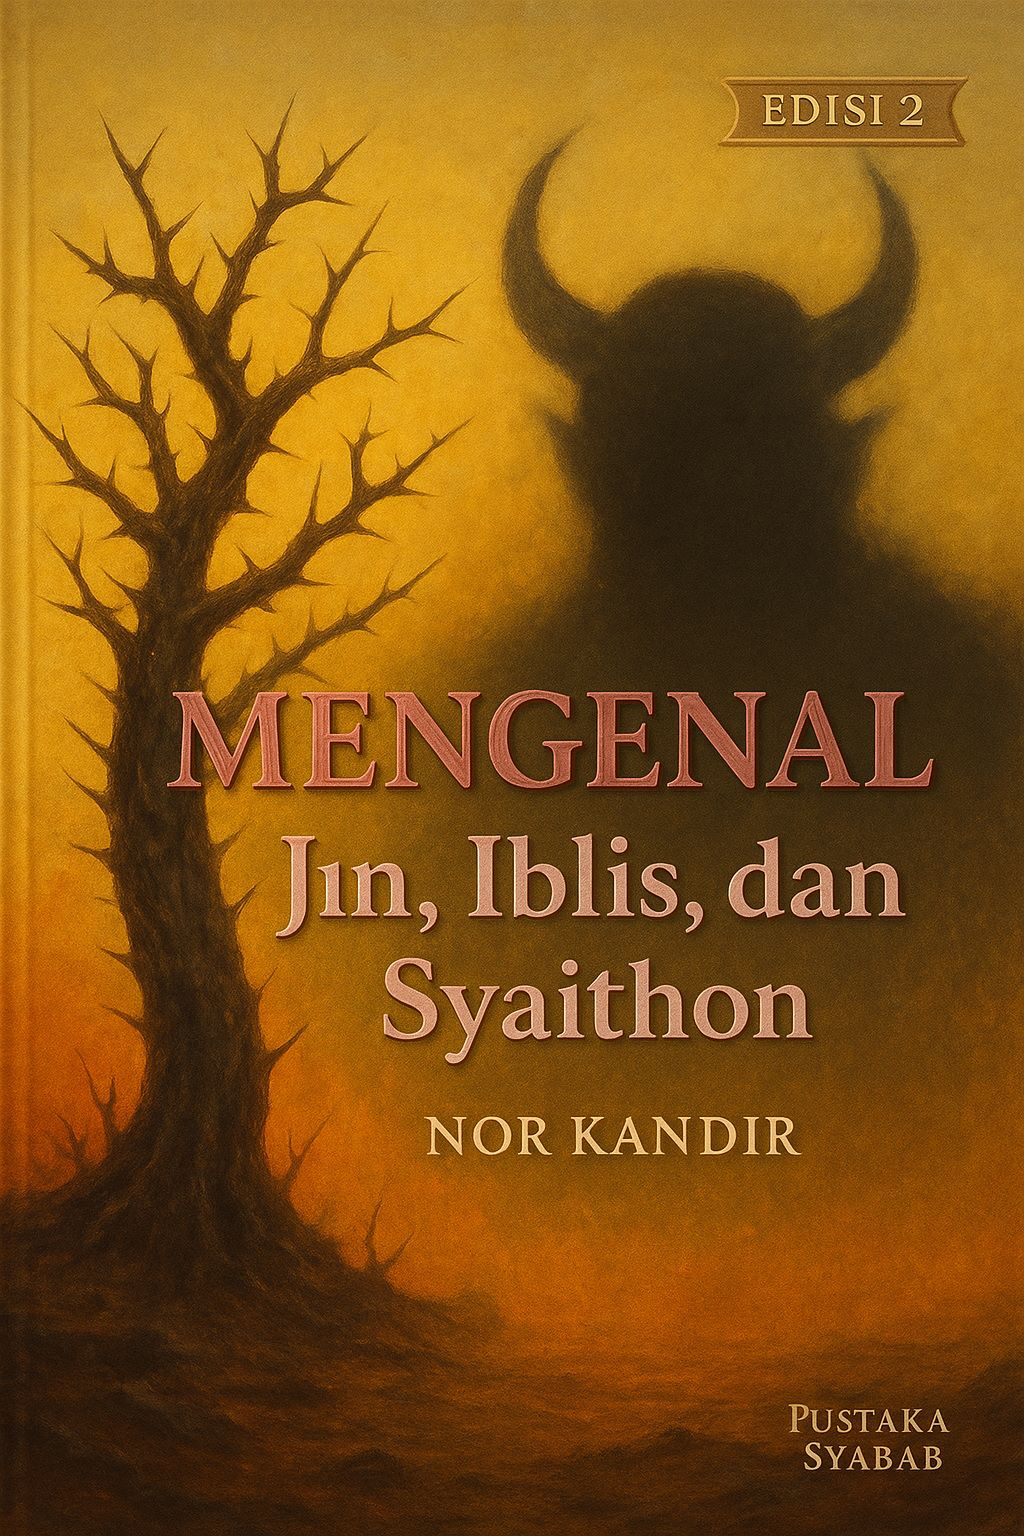 EDISI 2
MENGENAL
Jın, Iblis, dan
Syaithon
NOR KANDIR
PUSTAKA
SYABAB